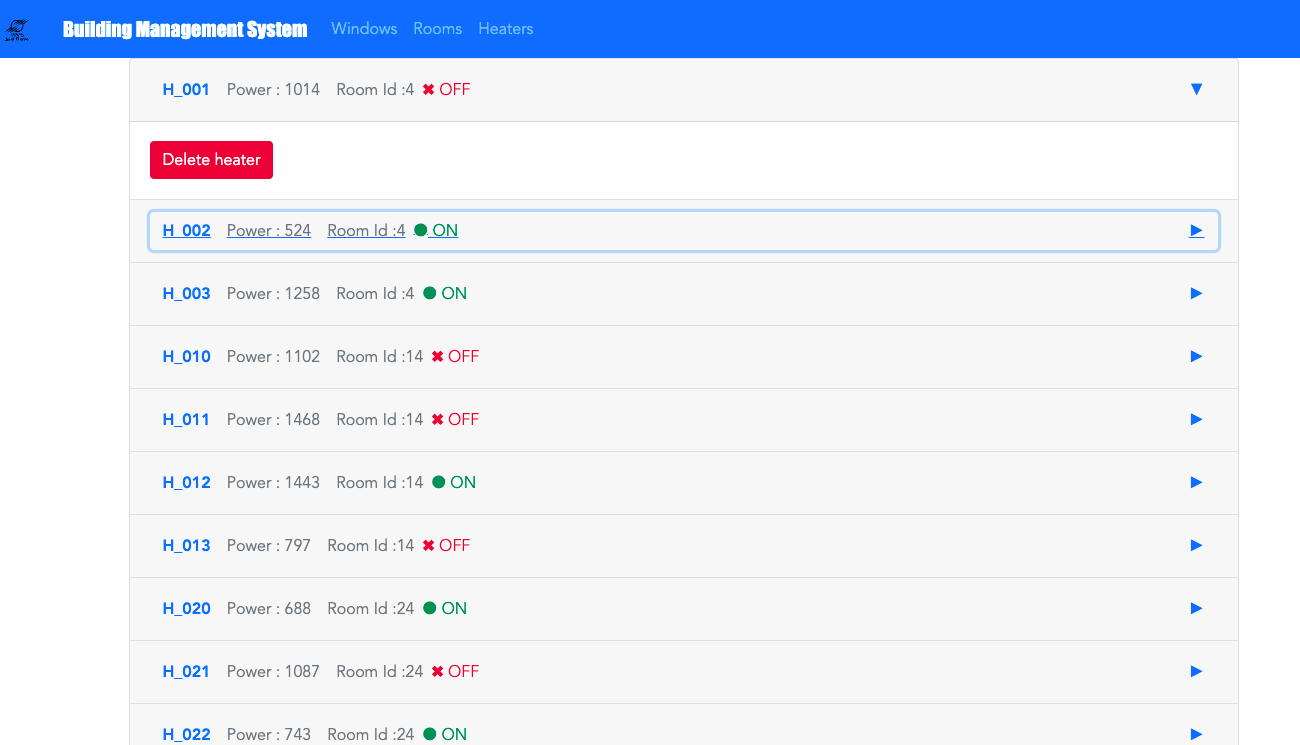 Building Management System Windows Rooms Heaters
H_001 Power : 1014 Room Id :4 ✖ OFF ▼
Delete heater
H_002 Power : 524 Room Id :4 ● ON ►
H_003 Power : 1258 Room Id :4 ● ON ►
H_010 Power : 1102 Room Id :14 ✖ OFF ►
H_011 Power : 1468 Room Id :14 ✖ OFF ►
H_012 Power : 1443 Room Id :14 ● ON ►
H_013 Power : 797 Room Id :14 ✖ OFF ►
H_020 Power : 688 Room Id :24 ● ON ►
H_021 Power : 1087 Room Id :24 ✖ OFF ►
H_022 Power : 743 Room Id :24 ● ON ►